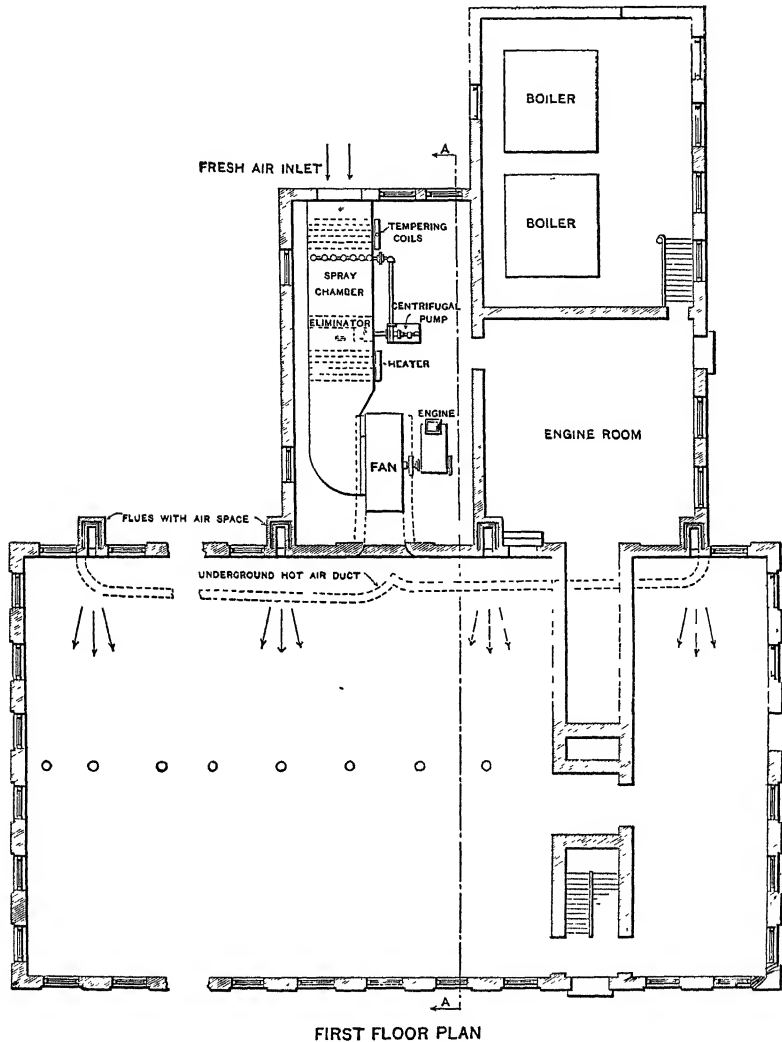 BOILER
A
FRESH AIR INLET
BOILER
TEMPERING
COILS
SPRAY
CHAMBER
CENTRIFUGAL
PUMP
ELIMINATOR
HEATER
ENGINE
ENGINE ROOM
FAN
FLUES WITH AIR SPACE
UNDERGROUND HOT AIR DUCT
A
FIRST FLOOR PLAN